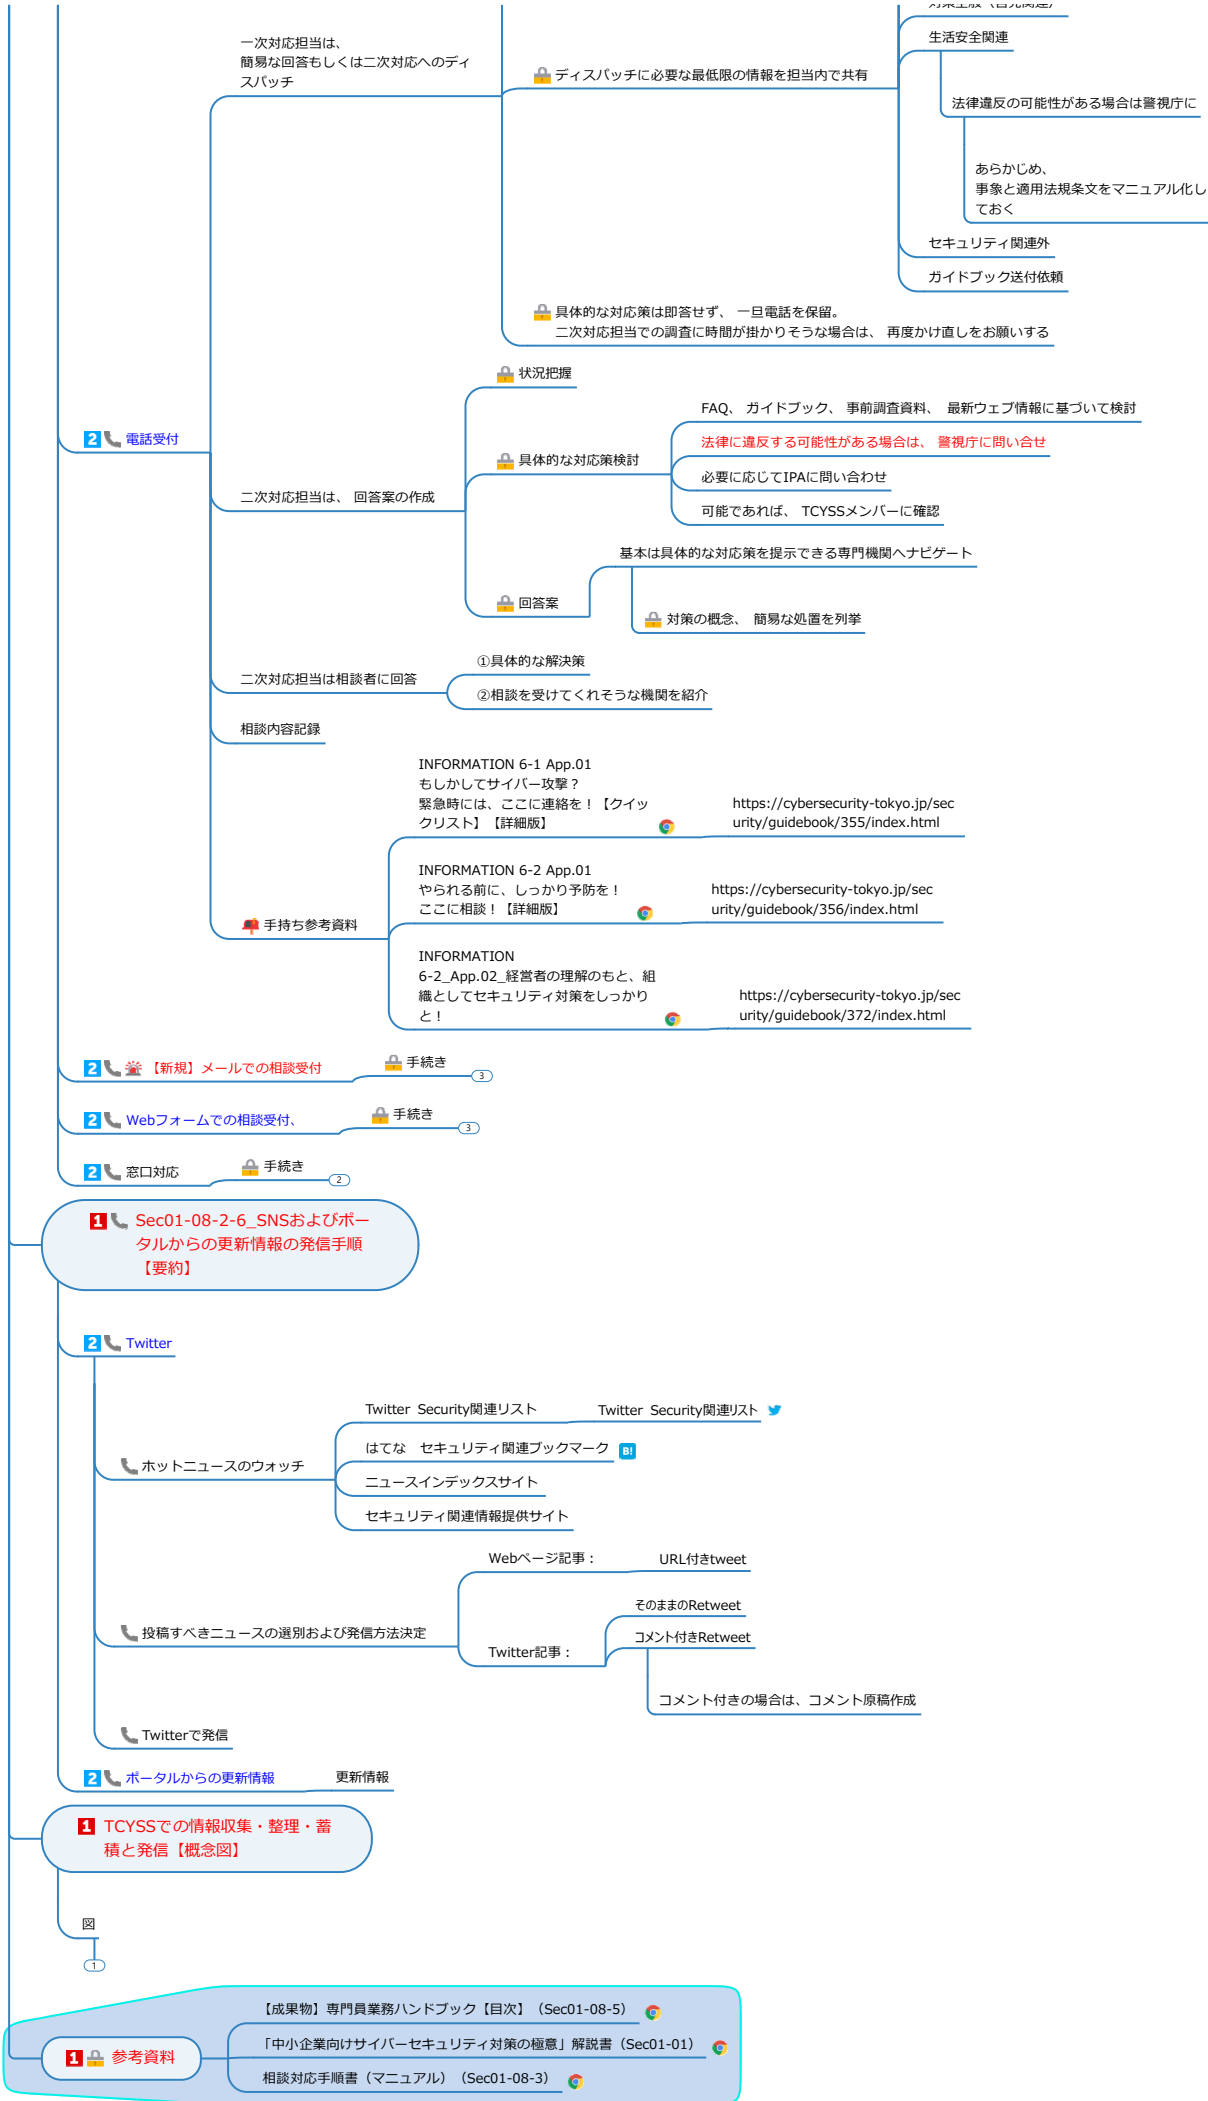 対策全般（普及関連）
生活安全関連
一次対応担当は、
簡易な回答もしくは二次対応へのディ
スパッチ
ディスパッチに必要な最低限の情報を担当内で共有
法律違反の可能性がある場合は警視庁に
あらかじめ、
事象と適用法規条文をマニュアル化し
ておく
セキュリティ関連外
ガイドブック送付依頼
具体的な対応策は即答せず、 一旦電話を保留。
二次対応担当での調査に時間が掛かりそうな場合は、 再度かけ直しをお願いする
状況把握
FAQ、 ガイドブック、 事前調査資料、 最新ウェブ情報に基づいて検討
2 電話受付
法律に違反する可能性がある場合は、 警視庁に問い合せ
具体的な対応策検討
必要に応じてIPAに問い合わせ
二次対応担当は、 回答案の作成
可能であれば、 TCYSSメンバーに確認
基本は具体的な対応策を提示できる専門機関へナビゲート
回答案
対策の概念、 簡易な処置を列挙
①具体的な解決策
二次対応担当は相談者に回答
②相談を受けてくれそうな機関を紹介
相談内容記録
INFORMATION 6-1 App.01
もしかしてサイバー攻撃？
緊急時には、ここに連絡を！【クイッ
クリスト】【詳細版】
https://cybersecurity-tokyo.jp/sec
urity/guidebook/355/index.html
INFORMATION 6-2 App.01
やられる前に、しっかり予防を！
ここに相談！【詳細版】
https://cybersecurity-tokyo.jp/sec
urity/guidebook/356/index.html
手持ち参考資料
INFORMATION
6-2_App.02_経営者の理解のもと、組
織としてセキュリティ対策をしっかり
と！
https://cybersecurity-tokyo.jp/sec
urity/guidebook/372/index.html
2 【新規】メールでの相談受付
手続き
3
2 Webフォームでの相談受付、
手続き
3
2 窓口対応
手続き
2
1 Sec01-08-2-6_SNSおよびポー
タルからの更新情報の発信手順
【要約】
2 Twitter
Twitter Security関連リスト
Twitter Security関連リスト
はてな　セキュリティ関連ブックマーク B!
ホットニュースのウォッチ
ニュースインデックスサイト
セキュリティ関連情報提供サイト
Webページ記事：
URL付きtweet
そのままのRetweet
投稿すべきニュースの選別および発信方法決定
コメント付きRetweet
Twitter記事：
コメント付きの場合は、コメント原稿作成
Twitterで発信
2 ポータルからの更新情報
更新情報
1 TCYSSでの情報収集・整理・蓄
積と発信【概念図】
図
1
【成果物】専門員業務ハンドブック【目次】（Sec01-08-5）
「中小企業向けサイバーセキュリティ対策の極意」解説書（Sec01-01）
1 参考資料
相談対応手順書（マニュアル）（Sec01-08-3）